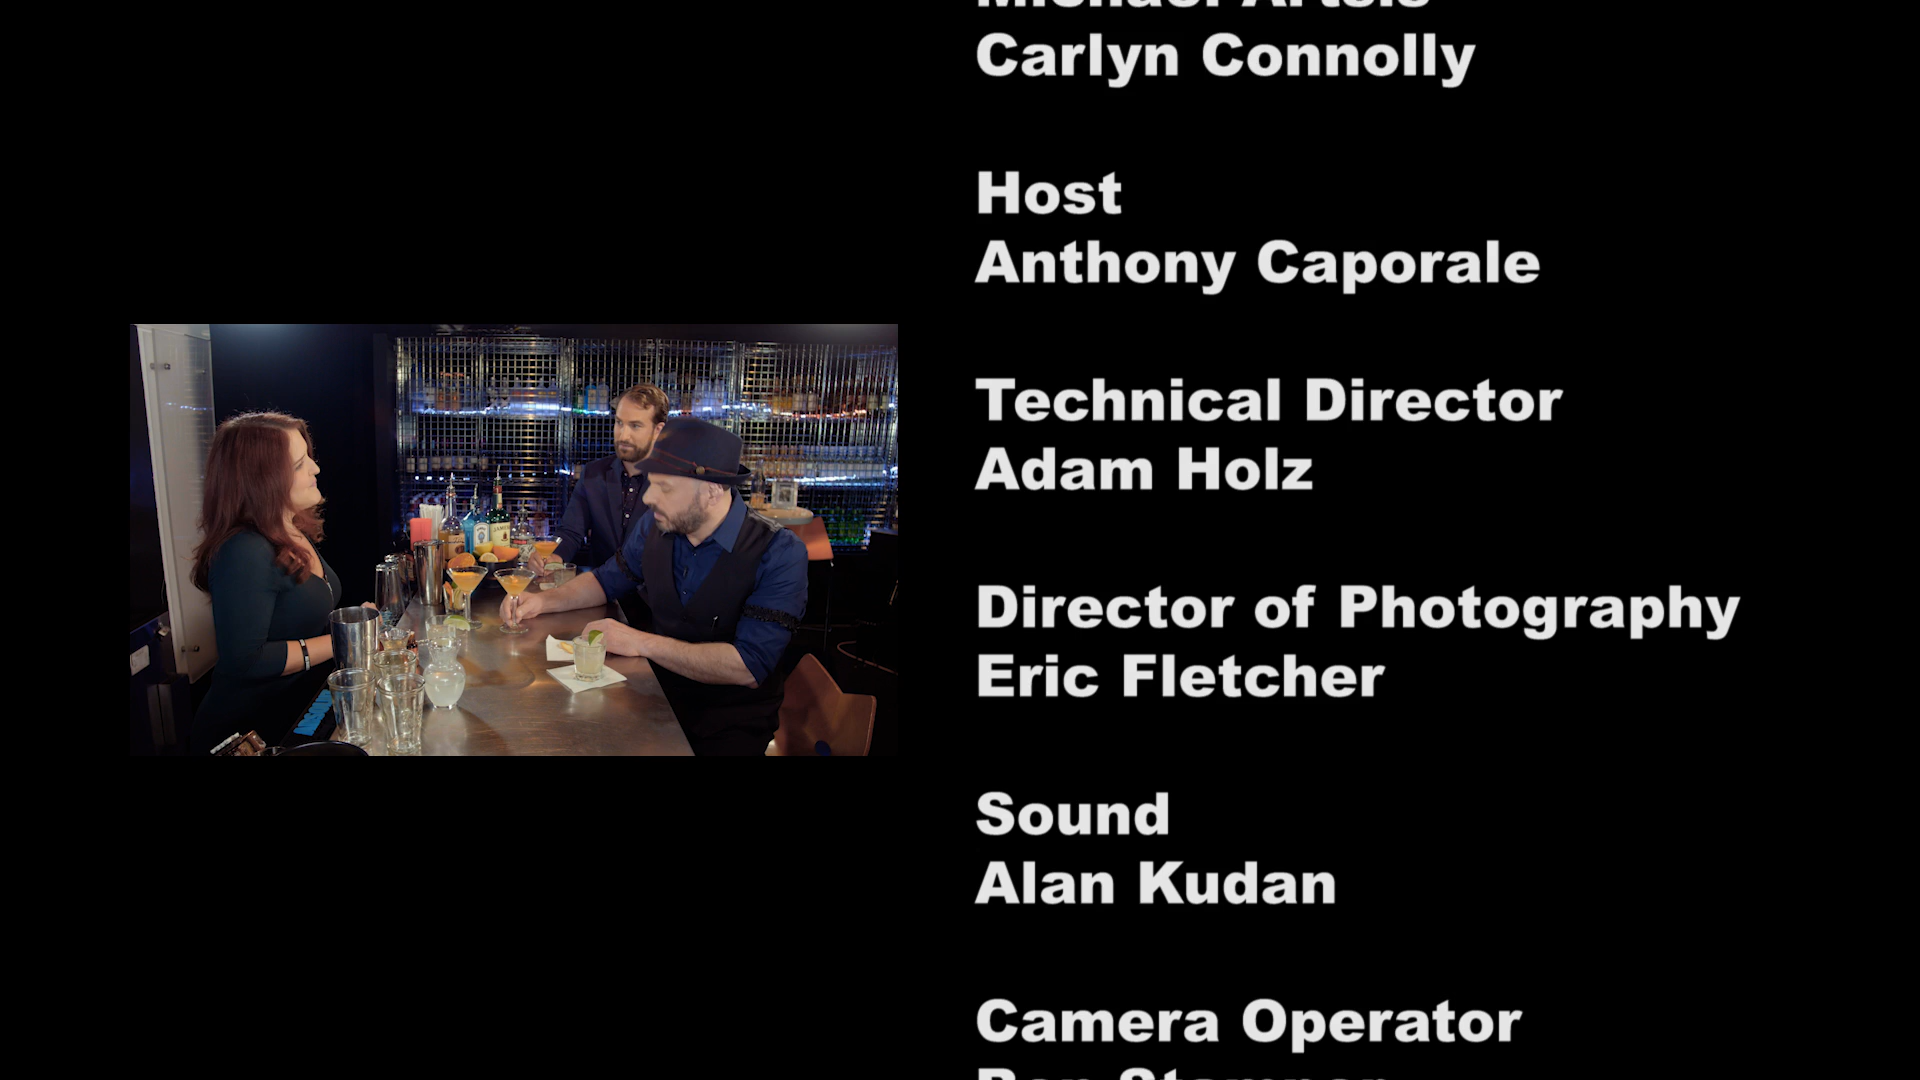 Carlyn Connolly
Host
Anthony Caporale
Technical Director
Adam Holz
Director of Photography
Eric Fletcher
Sound
Alan Kudan
Camera Operator